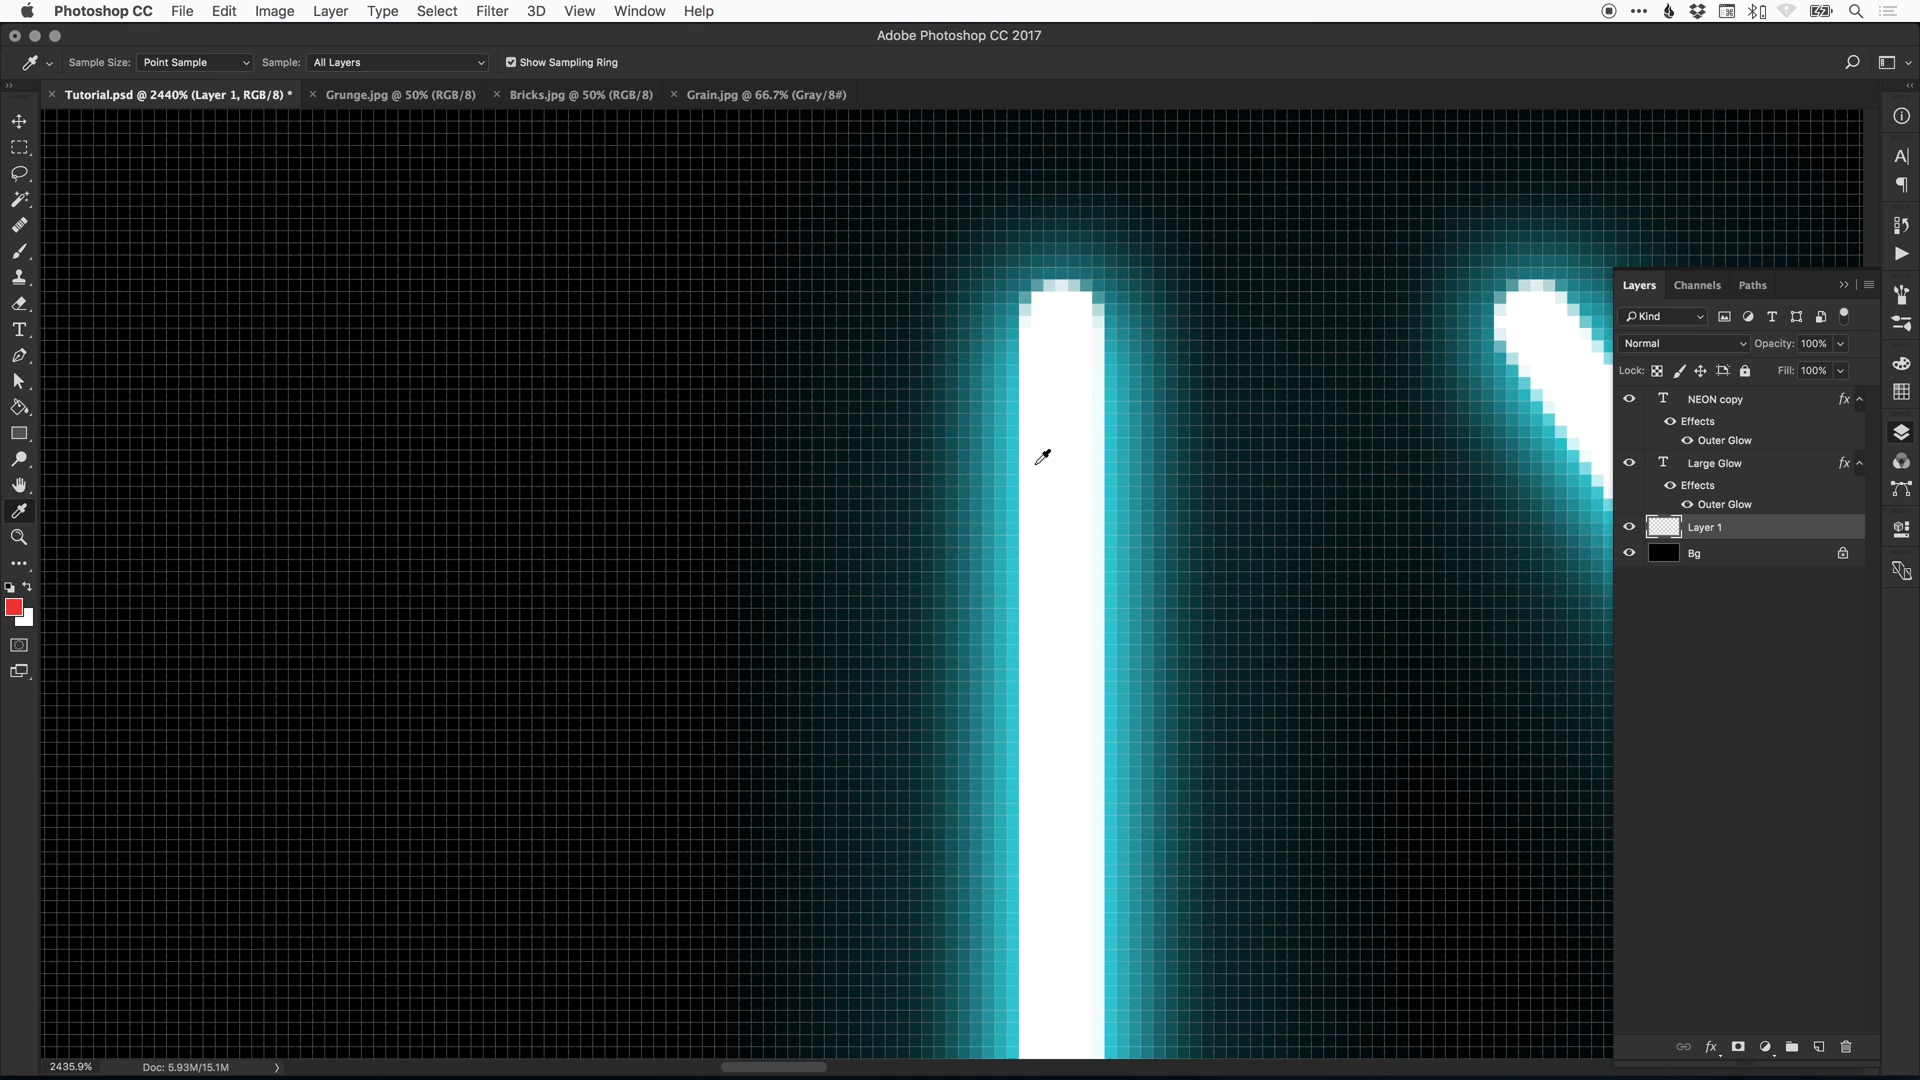 Photoshop CC File Edit Image Layer Type Select Filter 3D View Window Help
Adobe Photoshop CC 2017
Sample Size: Point Sample Sample: All Layers Show Sampling Ring
Tutorial.psd @ 2440% (Layer 1, RGB/8) * Grunge.jpg @ 50% (RGB/8) Bricks.jpg @ 50% (RGB/8) Grain.jpg @ 66.7% (Gray/8#)
Layers Channels Paths
Kind
Normal Opacity: 100%
Lock: Fill: 100%
T NEON copy fx
Effects
Outer Glow
T Large Glow fx
Effects
Outer Glow
Layer 1
Bg
fx
2435.9% Doc: 5.93M/15.1M